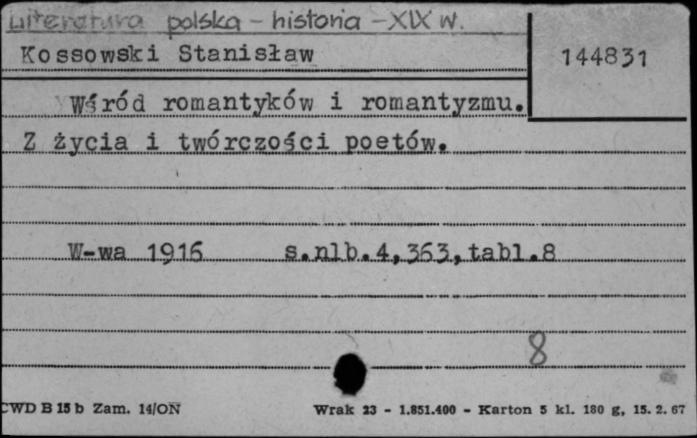 Literatura polska - historia - XIX w.
Kossowski Stanisław
144831
Wśród romantyków i romantyzmu.
Z życia i twórczości poetów.
W-wa 1916 s.nlb.4,363,tabl.8
8
CWD B 15 b Zam. 14/ON Wrak 23 - 1.851.400 - Karton 5 kl. 180 g, 15. 2. 67